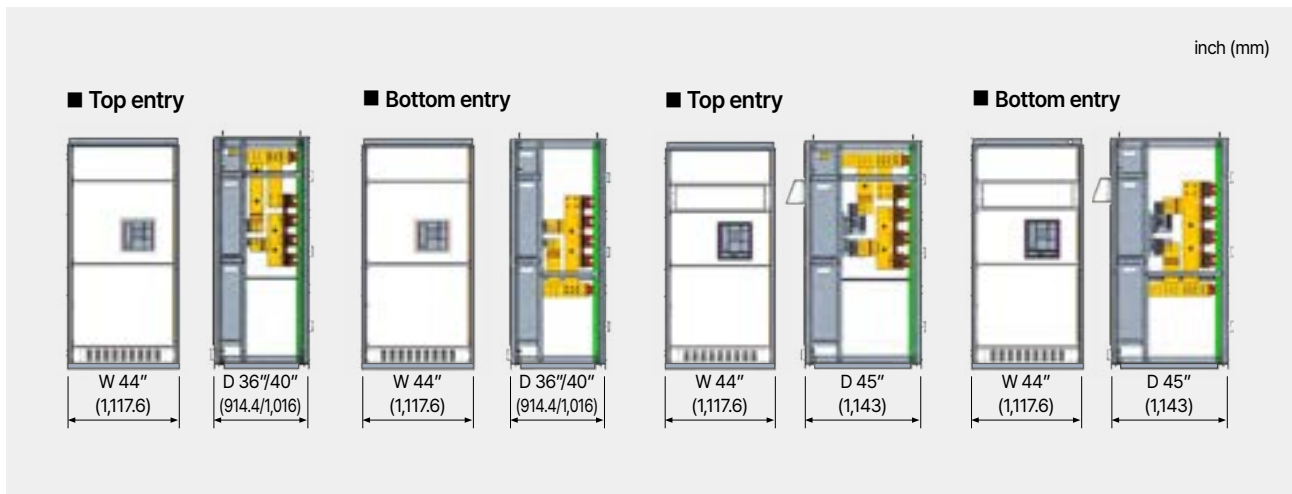 inch (mm)
■ Top entry
■ Bottom entry
■ Top entry
■ Bottom entry
W 44″
(1,117.6)
D 36″/40″
(914.4/1,016)
W 44″
(1,117.6)
D 36″/40″
(914.4/1,016)
W 44″
(1,117.6)
D 45″
(1,143)
W 44″
(1,117.6)
D 45″
(1,143)